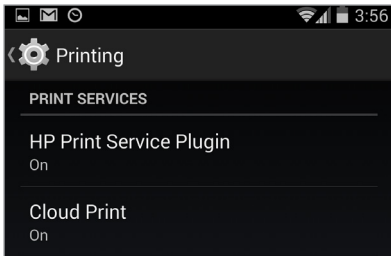 3:56
Printing
PRINT SERVICES
HP Print Service Plugin
On
Cloud Print
On